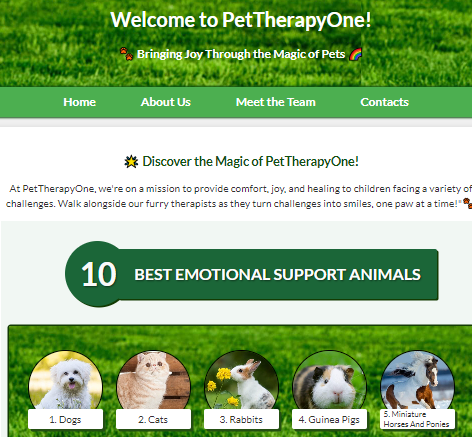 Welcome to PetTherapyOne!
Bringing Joy Through the Magic of Pets
Home About Us Meet the Team Contacts
Discover the Magic of PetTherapyOne!
At PetTherapyOne, we're on a mission to provide comfort, joy, and healing to children facing a variety of
challenges. Walk alongside our furry therapists as they turn challenges into smiles, one paw at a time!"
10 BEST EMOTIONAL SUPPORT ANIMALS
1. Dogs
2. Cats
3. Rabbits
4. Guinea Pigs
5. Miniature
Horses And Ponies